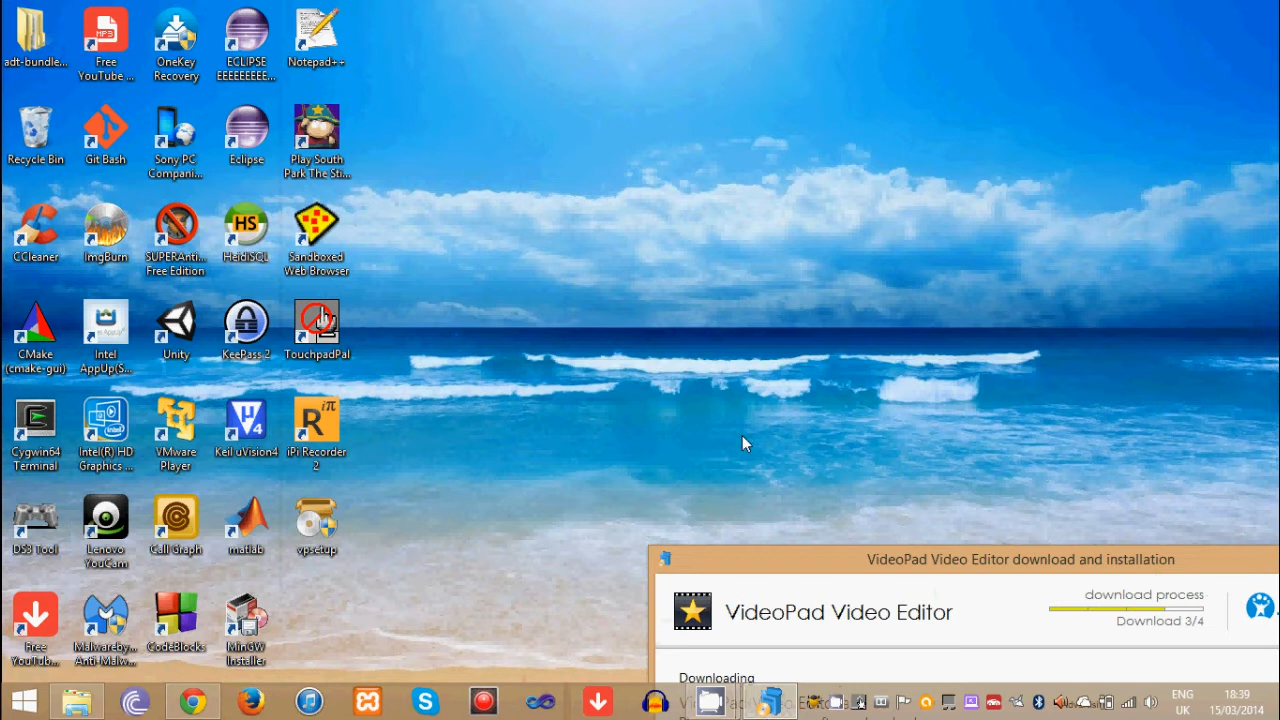 adt-bundle...
Free
YouTube ...
OneKey
Recovery
ECLIPSE
EEEEEEEEE...
Notepad++
MP3
Recycle Bin
Git Bash
Sony PC
Compani...
Eclipse
Play South
Park The Sti...
CCleaner
ImgBurn
SUPERAnti...
Free Edition
HS
HeidiSQL
Sandboxed
Web Browser
CMake
(cmake-gui)
Intel
AppUp(S...
Unity
KeePass 2
TouchpadPal
Cygwin64
Terminal
Intel(R) HD
Graphics ...
VMware
Player
Keil uVision4
iPi Recorder
2
DS3 Tool
Lenovo
YouCam
Call Graph
matlab
vpsetup
Free
YouTub...
Malwareby...
Anti-Malw...
CodeBlocks
MinGW
Installer
VideoPad Video Editor download and installation
VideoPad Video Editor
download process
Download 3/4
Downloading
ENG
UK
18:39
15/03/2014